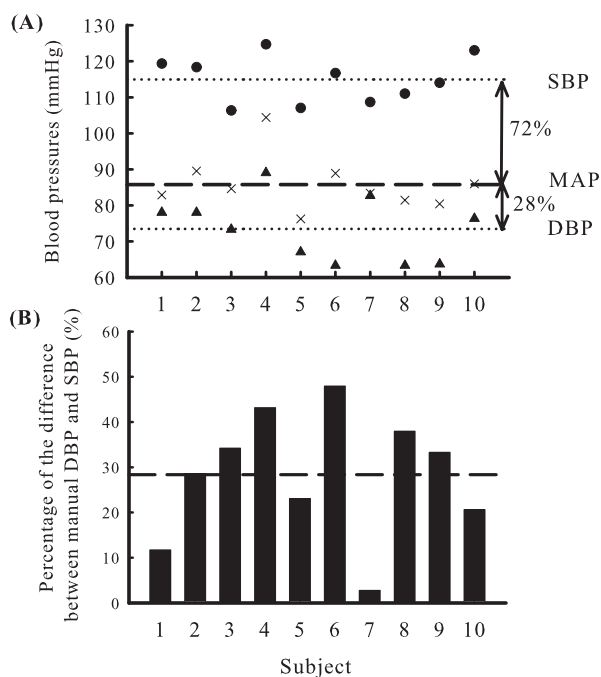 (A)
Blood pressures (mmHg)
130
120
110
100
90
80
70
60
SBP
72%
MAP
28%
DBP
1 2 3 4 5 6 7 8 9 10
(B)
Percentage of the difference
between manual DBP and SBP (%)
60
50
40
30
20
10
0
1 2 3 4 5 6 7 8 9 10
Subject